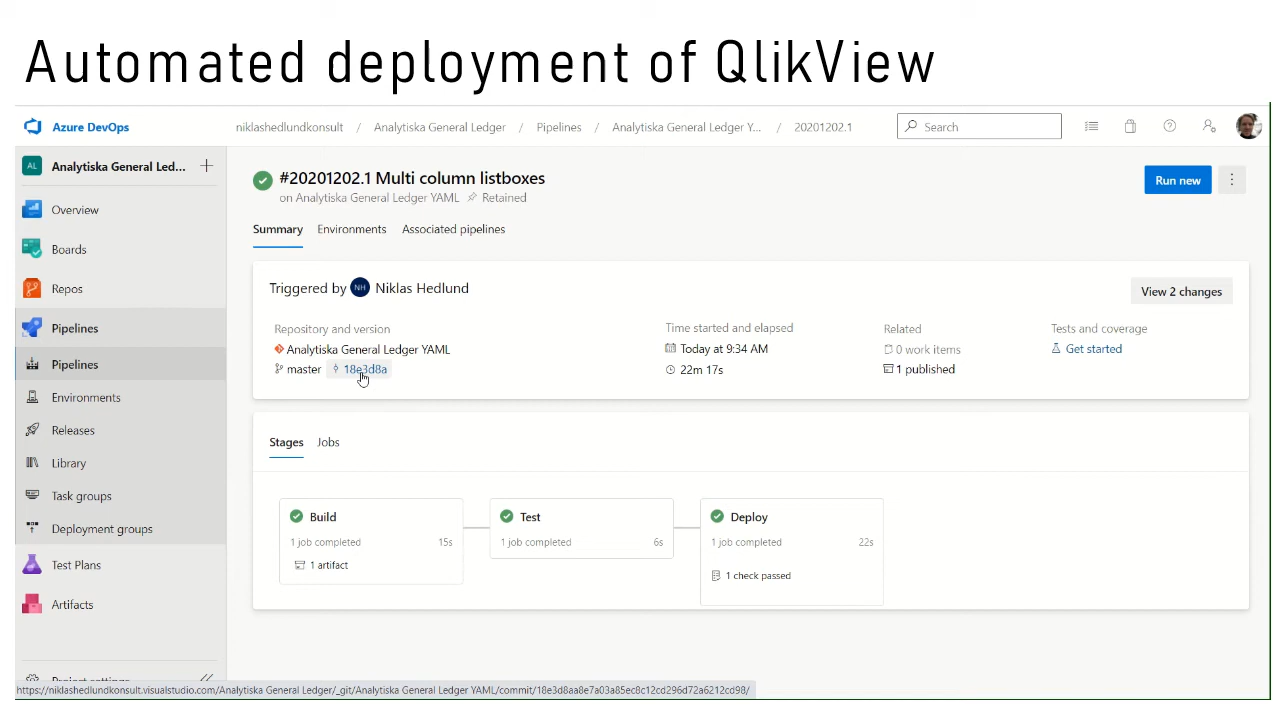 Automated deployment of QlikView
Azure DevOps
niklashedlundkonsult / Analytiska General Ledger / Pipelines / Analytiska General Ledger Y... / 20201202.1
Search
AL Analytiska General Led...
Overview
Boards
Repos
Pipelines
Pipelines
Environments
Releases
Library
Task groups
Deployment groups
Test Plans
Artifacts
Project settings
#20201202.1 Multi column listboxes
on Analytiska General Ledger YAML Retained
Run new
Summary Environments Associated pipelines
Triggered by NH Niklas Hedlund
View 2 changes
Repository and version
Analytiska General Ledger YAML
master 18e3d8a
Time started and elapsed
Today at 9:34 AM
22m 17s
Related
0 work items
1 published
Tests and coverage
Get started
Stages Jobs
Build
1 job completed 15s
1 artifact
Test
1 job completed 6s
Deploy
1 job completed 22s
1 check passed
https://niklashedlundkonsult.visualstudio.com/Analytiska General Ledger/_git/Analytiska General Ledger YAML/commit/18e3d8aa8e7a03a85ec8c12cd296d72a6212cd98/